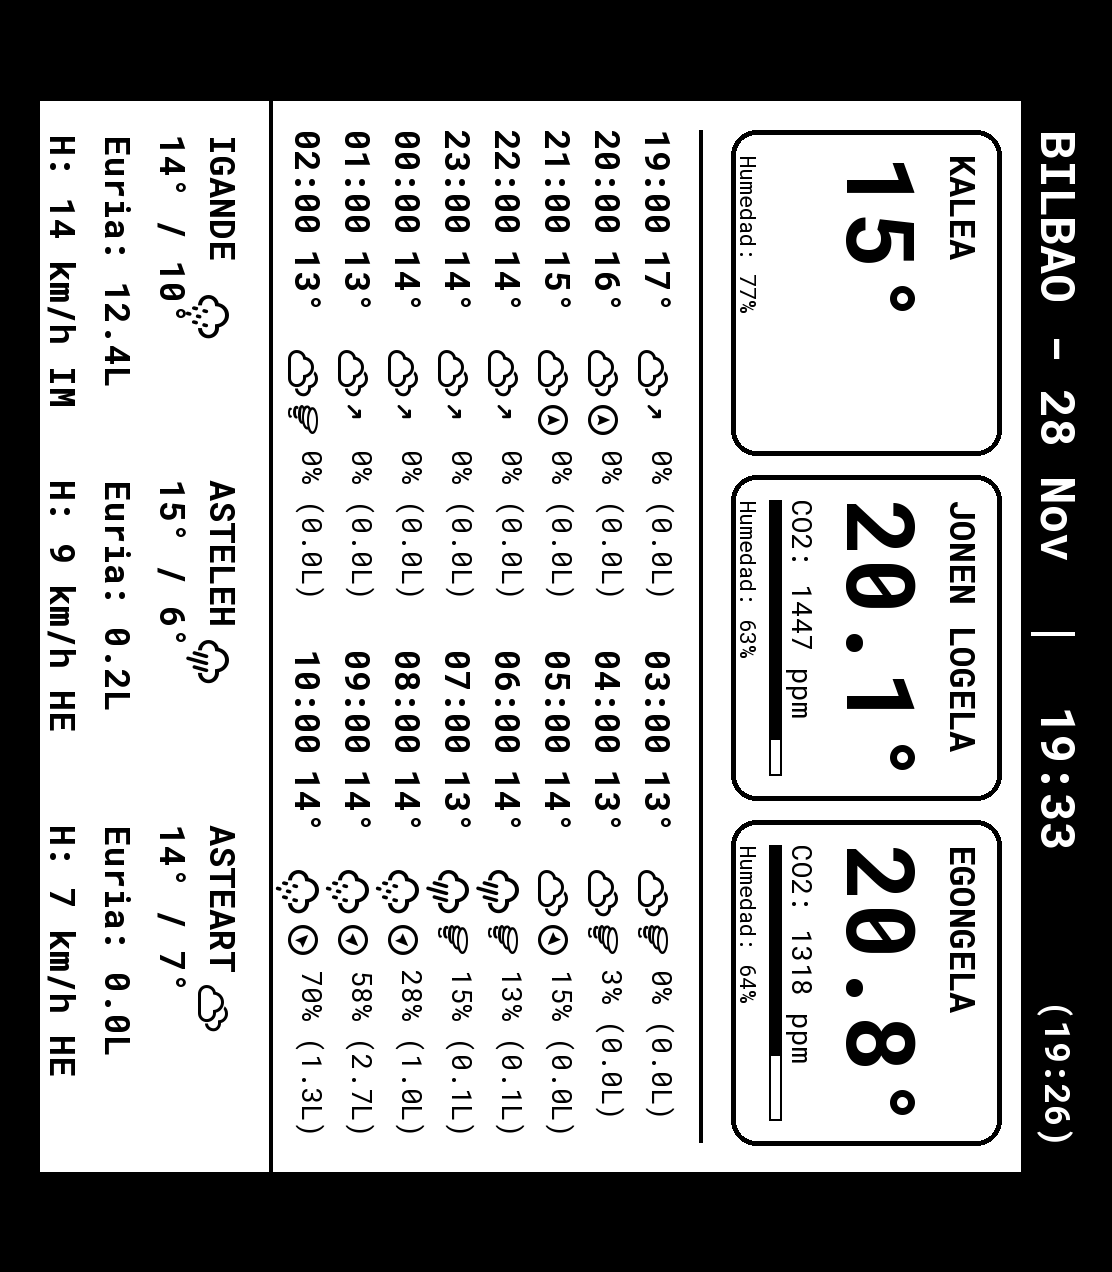 BILBAO - 28 Nov | 19:33 (19:26)
KALEA
15°
Humedad: 77%
JONEN LOGELA
20.1°
CO2: 1447 ppm
Humedad: 63%
EGONGELA
20.8°
CO2: 1318 ppm
Humedad: 64%
19:00 17° 0% (0.0L)
20:00 16° 0% (0.0L)
21:00 15° 0% (0.0L)
22:00 14° 0% (0.0L)
23:00 14° 0% (0.0L)
00:00 14° 0% (0.0L)
01:00 13° 0% (0.0L)
02:00 13° 0% (0.0L)
03:00 13° 0% (0.0L)
04:00 13° 3% (0.0L)
05:00 14° 15% (0.0L)
06:00 14° 13% (0.1L)
07:00 13° 15% (0.1L)
08:00 14° 28% (1.0L)
09:00 14° 58% (2.7L)
10:00 14° 70% (1.3L)
IGANDE
14° / 10°
Euria: 12.4L
H: 14 km/h IM
ASTELEH
15° / 6°
Euria: 0.2L
H: 9 km/h HE
ASTEART
14° / 7°
Euria: 0.0L
H: 7 km/h HE